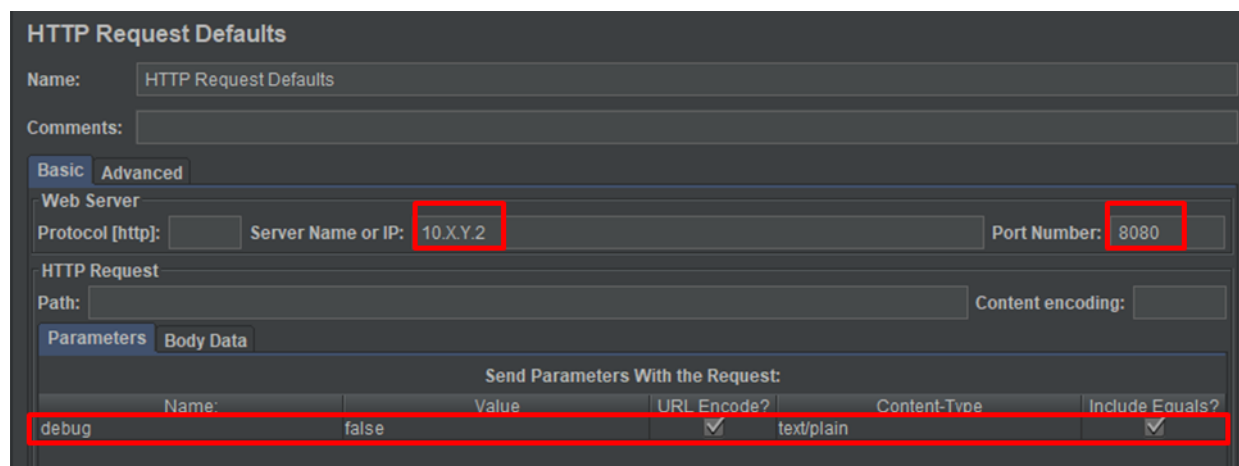 HTTP Request Defaults
Name: HTTP Request Defaults
Comments:
Basic Advanced
Web Server
Protocol [http]: Server Name or IP: 10.X.Y.2 Port Number: 8080
HTTP Request
Path: Content encoding:
Parameters Body Data
Send Parameters With the Request:
Name: Value URL Encode? Content-Type Include Equals?
debug false text/plain